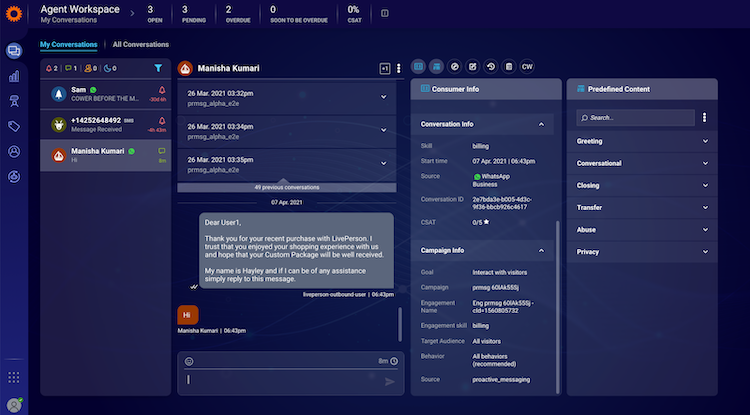 Agent Workspace
My Conversations
3
OPEN
3
PENDING
2
OVERDUE
0
SOON TO BE OVERDUE
0%
CSAT
My Conversations
All Conversations
2
1
0
0
Sam
COWER BEFORE THE M...
-30d 6h
+14252648492 SMS
Message Received
-4h 43m
Manisha Kumari
Hi
8m
Manisha Kumari
+1
26 Mar. 2021 03:32pm
prmsg_alpha_e2e
26 Mar. 2021 03:34pm
prmsg_alpha_e2e
26 Mar. 2021 03:35pm
prmsg_alpha_e2e
49 previous conversations
07 Apr. 2021
Dear User1,
Thank you for your recent purchase with LivePerson. I
trust that you enjoyed your shopping experience with us
and hope that your Custom Package will be well received.
My name is Hayley and if I can be of any assistance
simply reply to this message.
liveperson-outbound-user | 06:43pm
Hi
Manisha Kumari | 06:43pm
8m
CW
Consumer Info
Conversation Info
Skill
billing
Start time
07 Apr. 2021 | 06:43pm
Source
WhatsApp
Business
Conversation ID
2e7bda3e-b005-4d3c-
9f36-bbcb926c4617
CSAT
0/5
Campaign Info
Goal
Interact with visitors
Campaign
prmsg 60lAk555j
Engagement
Name
Eng prmsg 60lAk555j -
cId=1560805732
Engagement skill
billing
Target Audience
All visitors
Behavior
All behaviors
(recommended)
Source
proactive_messaging
Predefined Content
Search...
Greeting
Conversational
Closing
Transfer
Abuse
Privacy